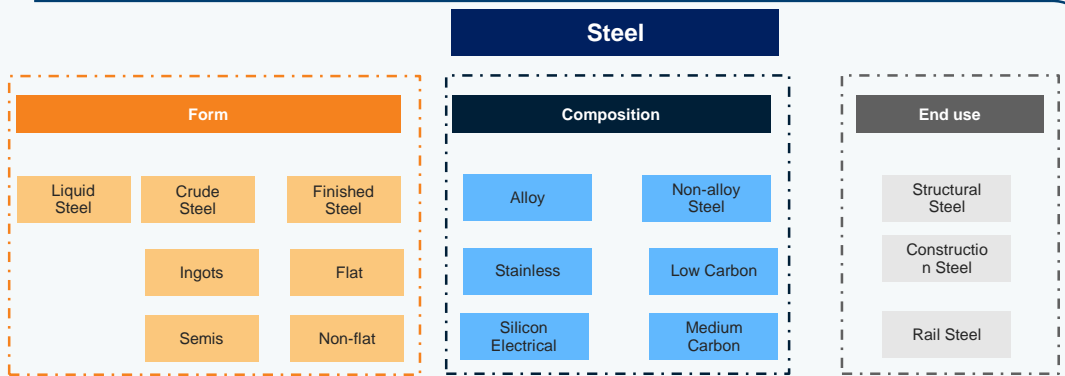 Steel
Form
Composition
End use
Liquid
Steel
Crude
Steel
Finished
Steel
Alloy
Non-alloy
Steel
Structural
Steel
Ingots
Flat
Stainless
Low Carbon
Constructio
n Steel
Semis
Non-flat
Silicon
Electrical
Medium
Carbon
Rail Steel